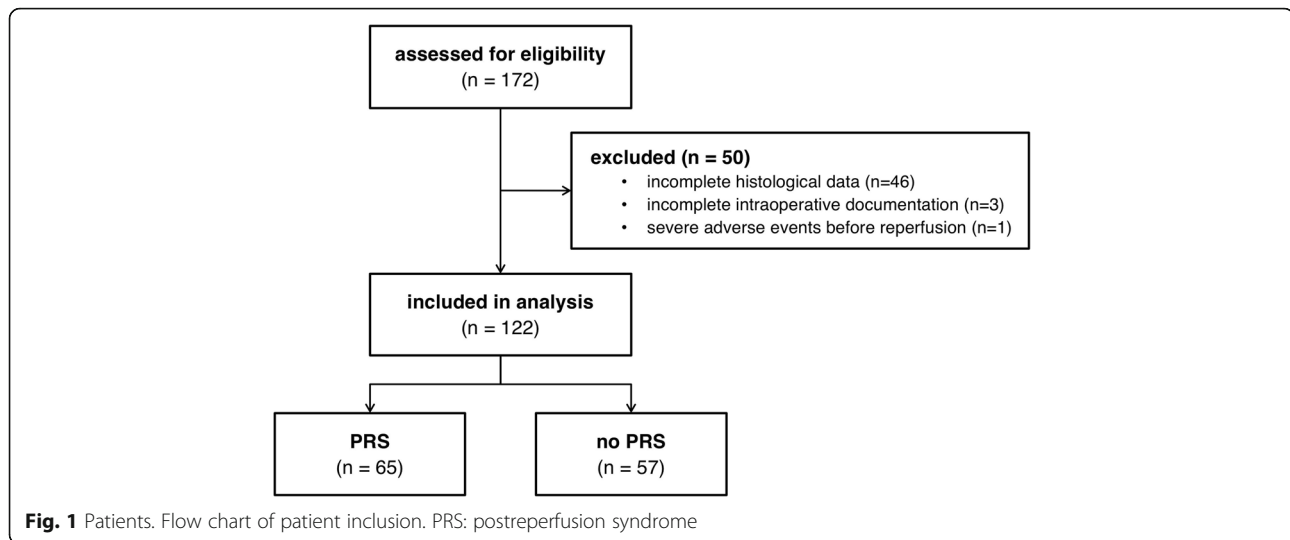 assessed for eligibility
(n = 172)
excluded (n = 50)
• incomplete histological data (n=46)
• incomplete intraoperative documentation (n=3)
• severe adverse events before reperfusion (n=1)
included in analysis
(n = 122)
PRS
(n = 65)
no PRS
(n = 57)
Fig. 1 Patients. Flow chart of patient inclusion. PRS: postreperfusion syndrome